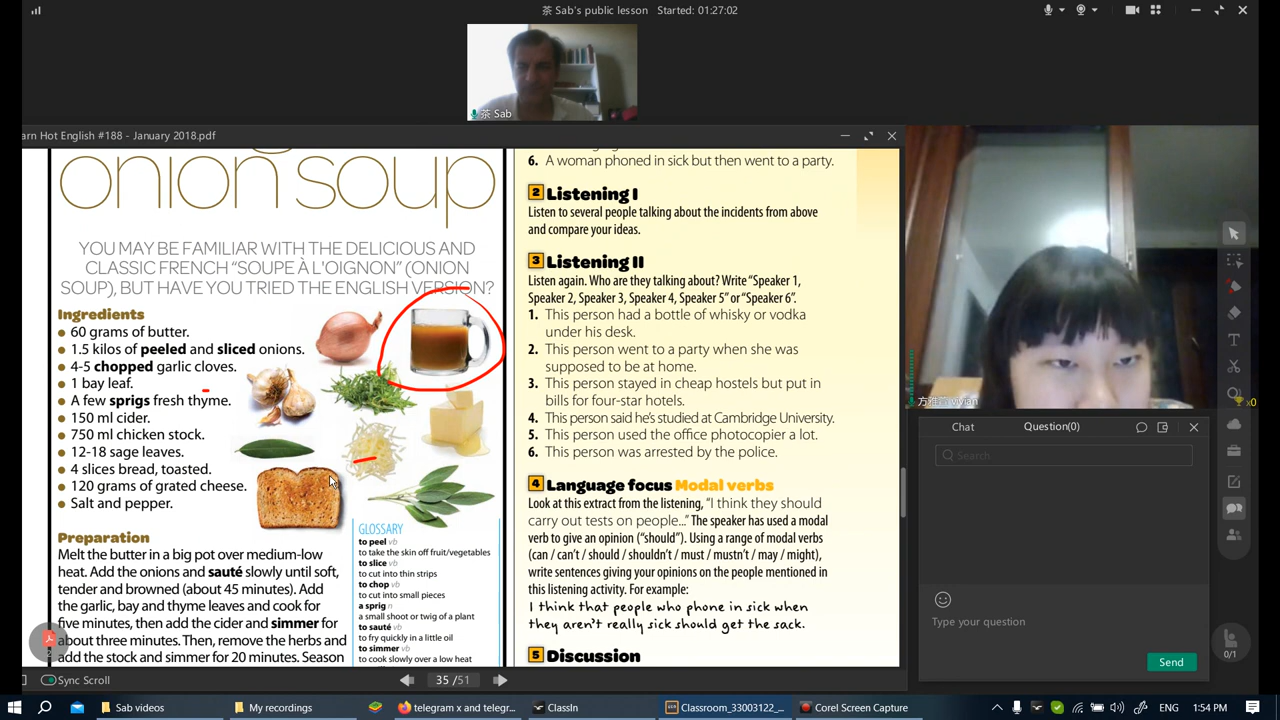 茶 Sab's public lesson Started: 01:27:02
茶 Sab
arn Hot English #188 - January 2018.pdf
onion soup
YOU MAY BE FAMILIAR WITH THE DELICIOUS AND
CLASSIC FRENCH “SOUPE À L'OIGNON” (ONION
SOUP), BUT HAVE YOU TRIED THE ENGLISH VERSION?
Ingredients
60 grams of butter.
1.5 kilos of peeled and sliced onions.
4-5 chopped garlic cloves.
1 bay leaf.
A few sprigs fresh thyme.
150 ml cider.
750 ml chicken stock.
12-18 sage leaves.
4 slices bread, toasted.
120 grams of grated cheese.
Salt and pepper.
Preparation
Melt the butter in a big pot over medium-low
heat. Add the onions and sauté slowly until soft,
tender and browned (about 45 minutes). Add
the garlic, bay and thyme leaves and cook for
five minutes, then add the cider and simmer for
about three minutes. Then, remove the herbs and
add the stock and simmer for 20 minutes. Season
GLOSSARY
to peel vb
to take the skin off fruit/vegetables
to slice vb
to cut into thin strips
to chop vb
to cut into small pieces
a sprig n
a small shoot or twig of a plant
to sauté vb
to fry quickly in a little oil
to simmer vb
to cook slowly over a low heat
6. A woman phoned in sick but then went to a party.
2 Listening I
Listen to several people talking about the incidents from above
and compare your ideas.
3 Listening II
Listen again. Who are they talking about? Write “Speaker 1,
Speaker 2, Speaker 3, Speaker 4, Speaker 5” or “Speaker 6”.
1. This person had a bottle of whisky or vodka
under his desk.
2. This person went to a party when she was
supposed to be at home.
3. This person stayed in cheap hostels but put in
bills for four-star hotels.
4. This person said he's studied at Cambridge University.
5. This person used the office photocopier a lot.
6. This person was arrested by the police.
4 Language focus Modal verbs
Look at this extract from the listening, “I think they should
carry out tests on people...” The speaker has used a modal
verb to give an opinion (“should”). Using a range of modal verbs
(can / can't / should / shouldn't / must / mustn't / may / might),
write sentences giving your opinions on the people mentioned in
this listening activity. For example:
I think that people who phone in sick when
they aren't really sick should get the sack.
5 Discussion
vivian
x0
Chat Question(0)
Search
Type your question
Send
0/1
Sync Scroll
35 /51
Sab videos
My recordings
telegram x and telegr...
ClassIn
Classroom_33003122_...
Corel Screen Capture
1:54 PM